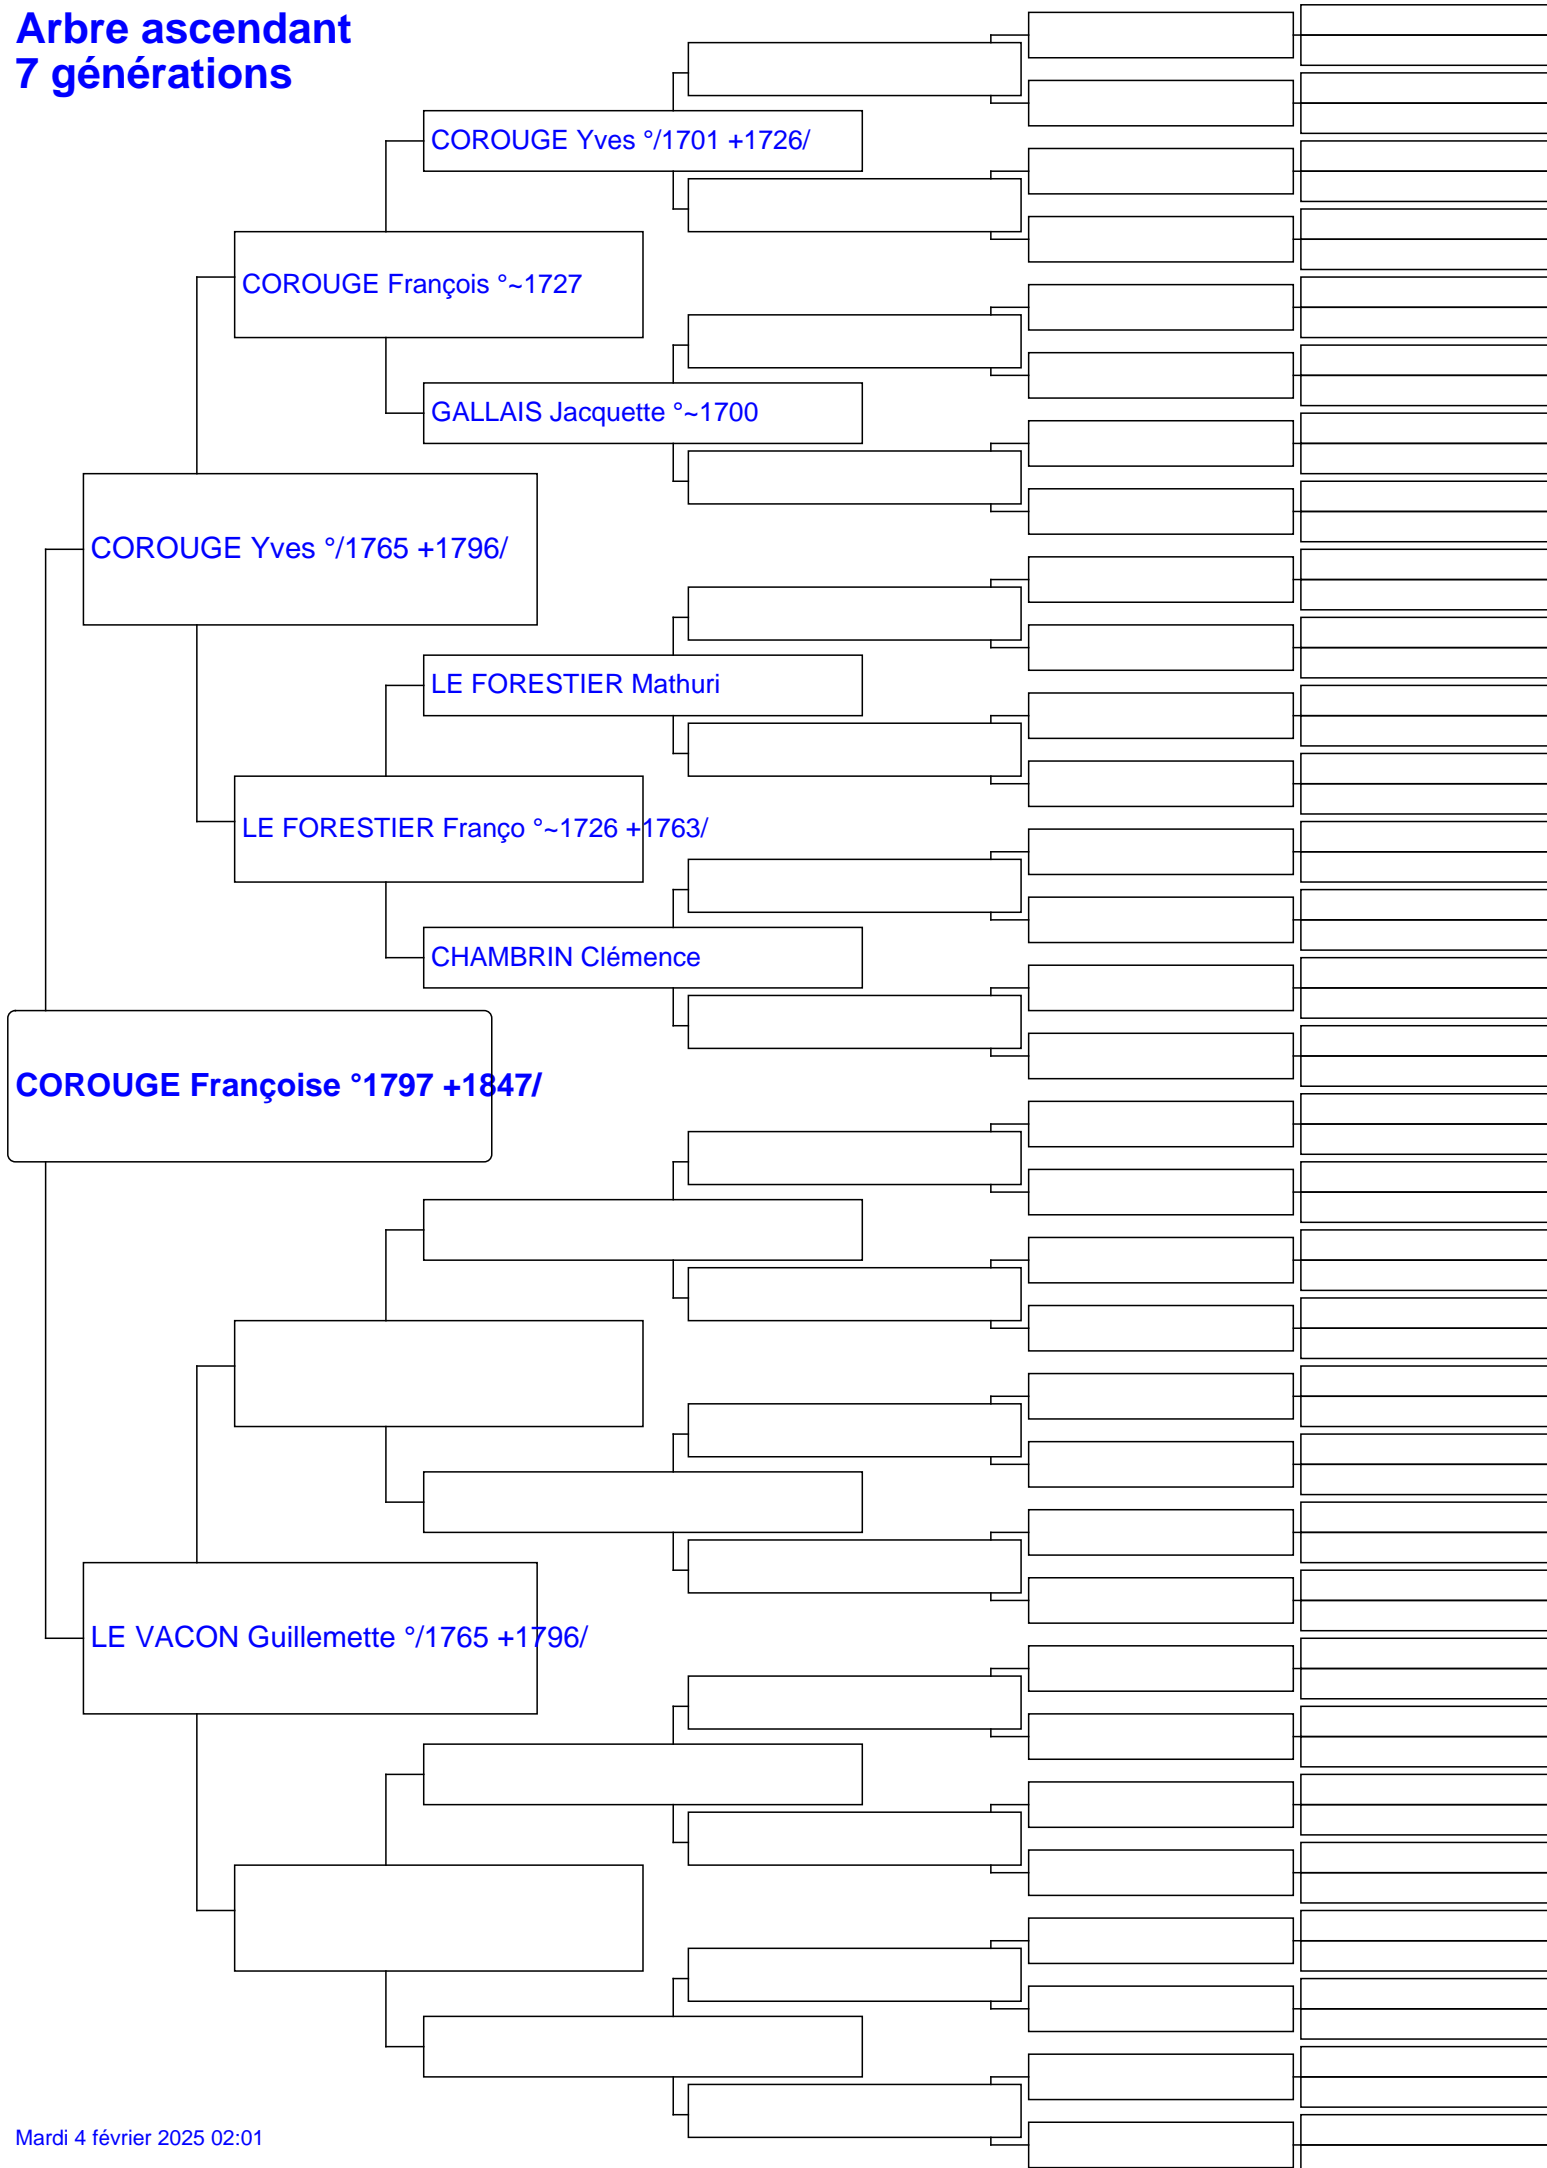 Arbre ascendant
7 générations
COROUGE Yves °/1701 +1726/
COROUGE François °~1727
GALLAIS Jacquette °~1700
COROUGE Yves °/1765 +1796/
LE FORESTIER Mathuri
LE FORESTIER Franço °~1726 +1763/
CHAMBRIN Clémence
COROUGE Françoise °1797 +1847/
LE VACON Guillemette °/1765 +1796/
Mardi 4 février 2025 02:01